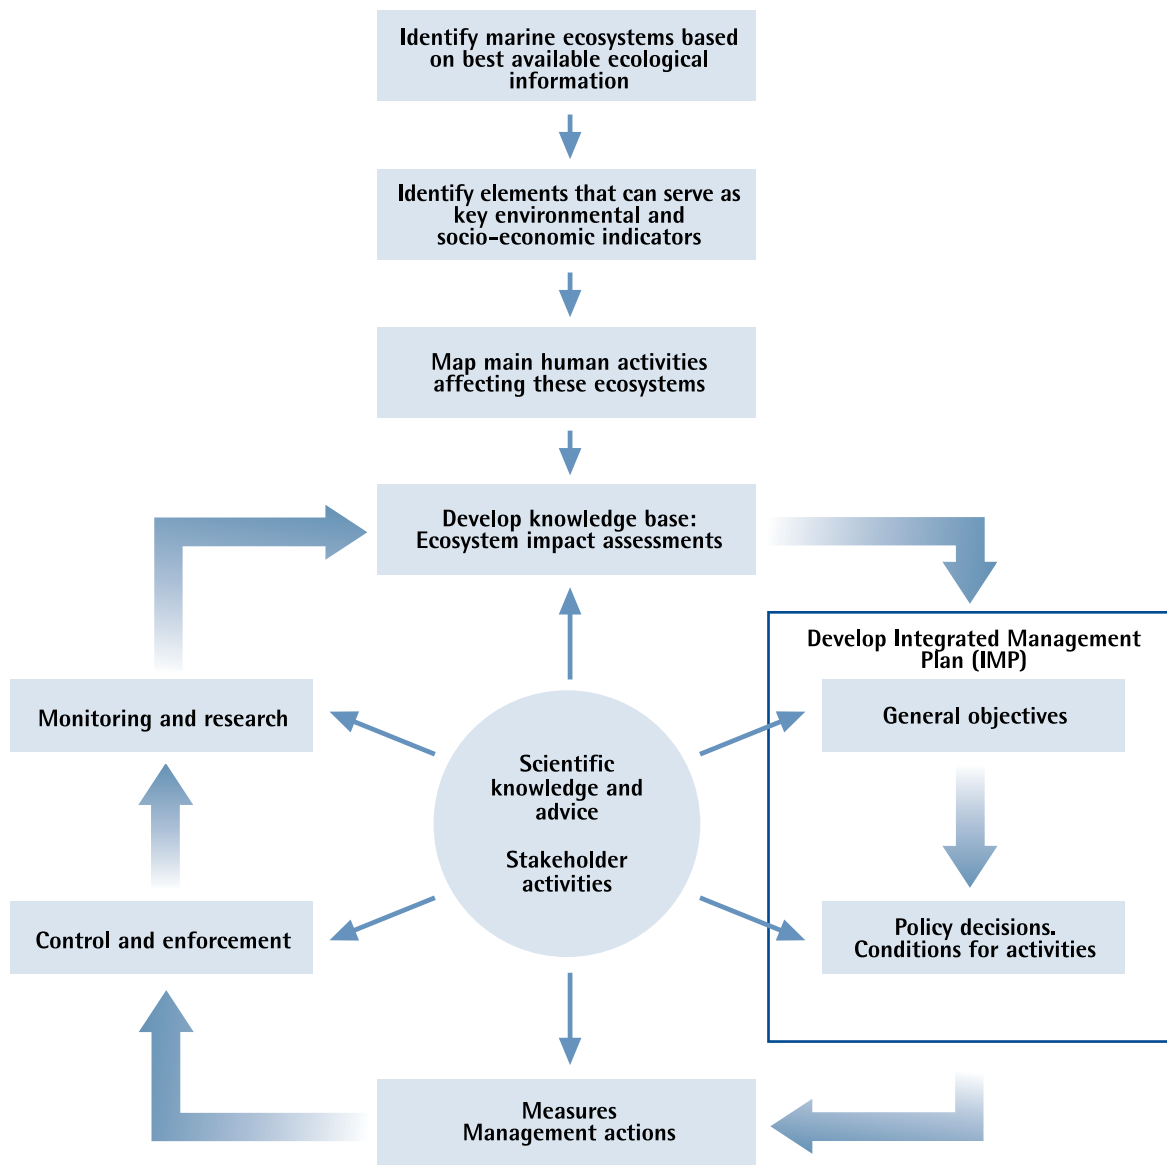 Identify marine ecosystems based
on best available ecological
information
Identify elements that can serve as
key environmental and
socio-economic indicators
Map main human activities
affecting these ecosystems
Develop knowledge base:
Ecosystem impact assessments
Develop Integrated Management
Plan (IMP)
General objectives
Policy decisions.
Conditions for activities
Measures
Management actions
Control and enforcement
Monitoring and research
Scientific
knowledge and
advice
Stakeholder
activities